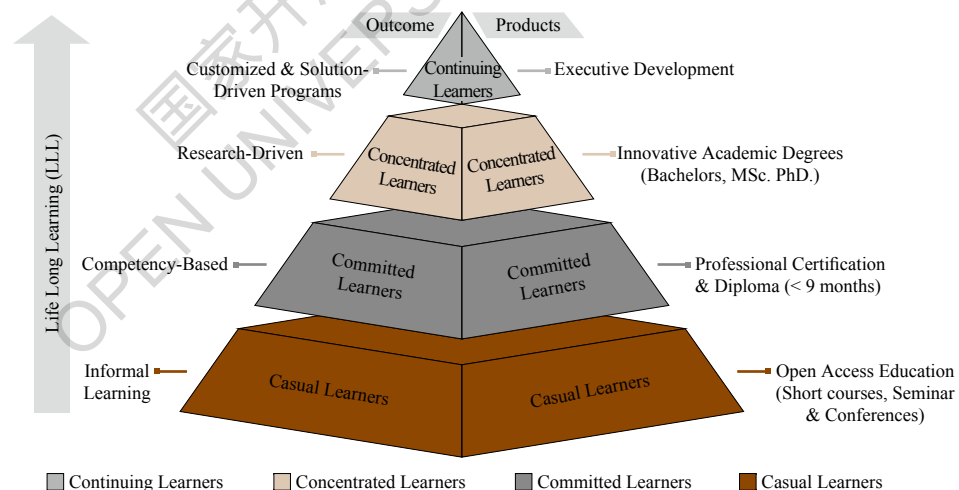 Outcome
Products
Customized & Solution-
Driven Programs
Continuing
Learners
Executive Development
Research-Driven
Concentrated
Learners
Concentrated
Learners
Innovative Academic Degrees
(Bachelors, MSc. PhD.)
Life Long Learning (LLL)
Competency-Based
Committed
Learners
Committed
Learners
Professional Certification
& Diploma (< 9 months)
Informal
Learning
Casual Learners
Casual Learners
Open Access Education
(Short courses, Seminar
& Conferences)
Continuing Learners
Concentrated Learners
Committed Learners
Casual Learners
国家开
OPEN UNIVERS